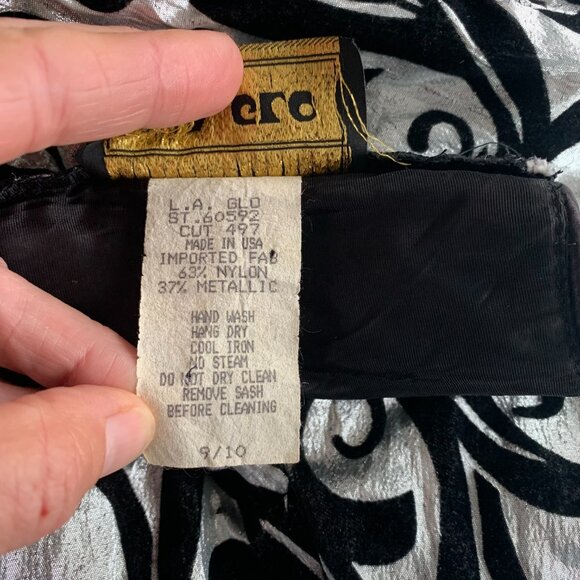 ero
L.A. GLO
ST.60592
CUT 497
MADE IN USA
IMPORTED FAB
63% NYLON
37% METALLIC
HAND WASH
HANG DRY
COOL IRON
NO STEAM
DO NOT DRY CLEAN
REMOVE SASH
BEFORE CLEANING
9/10